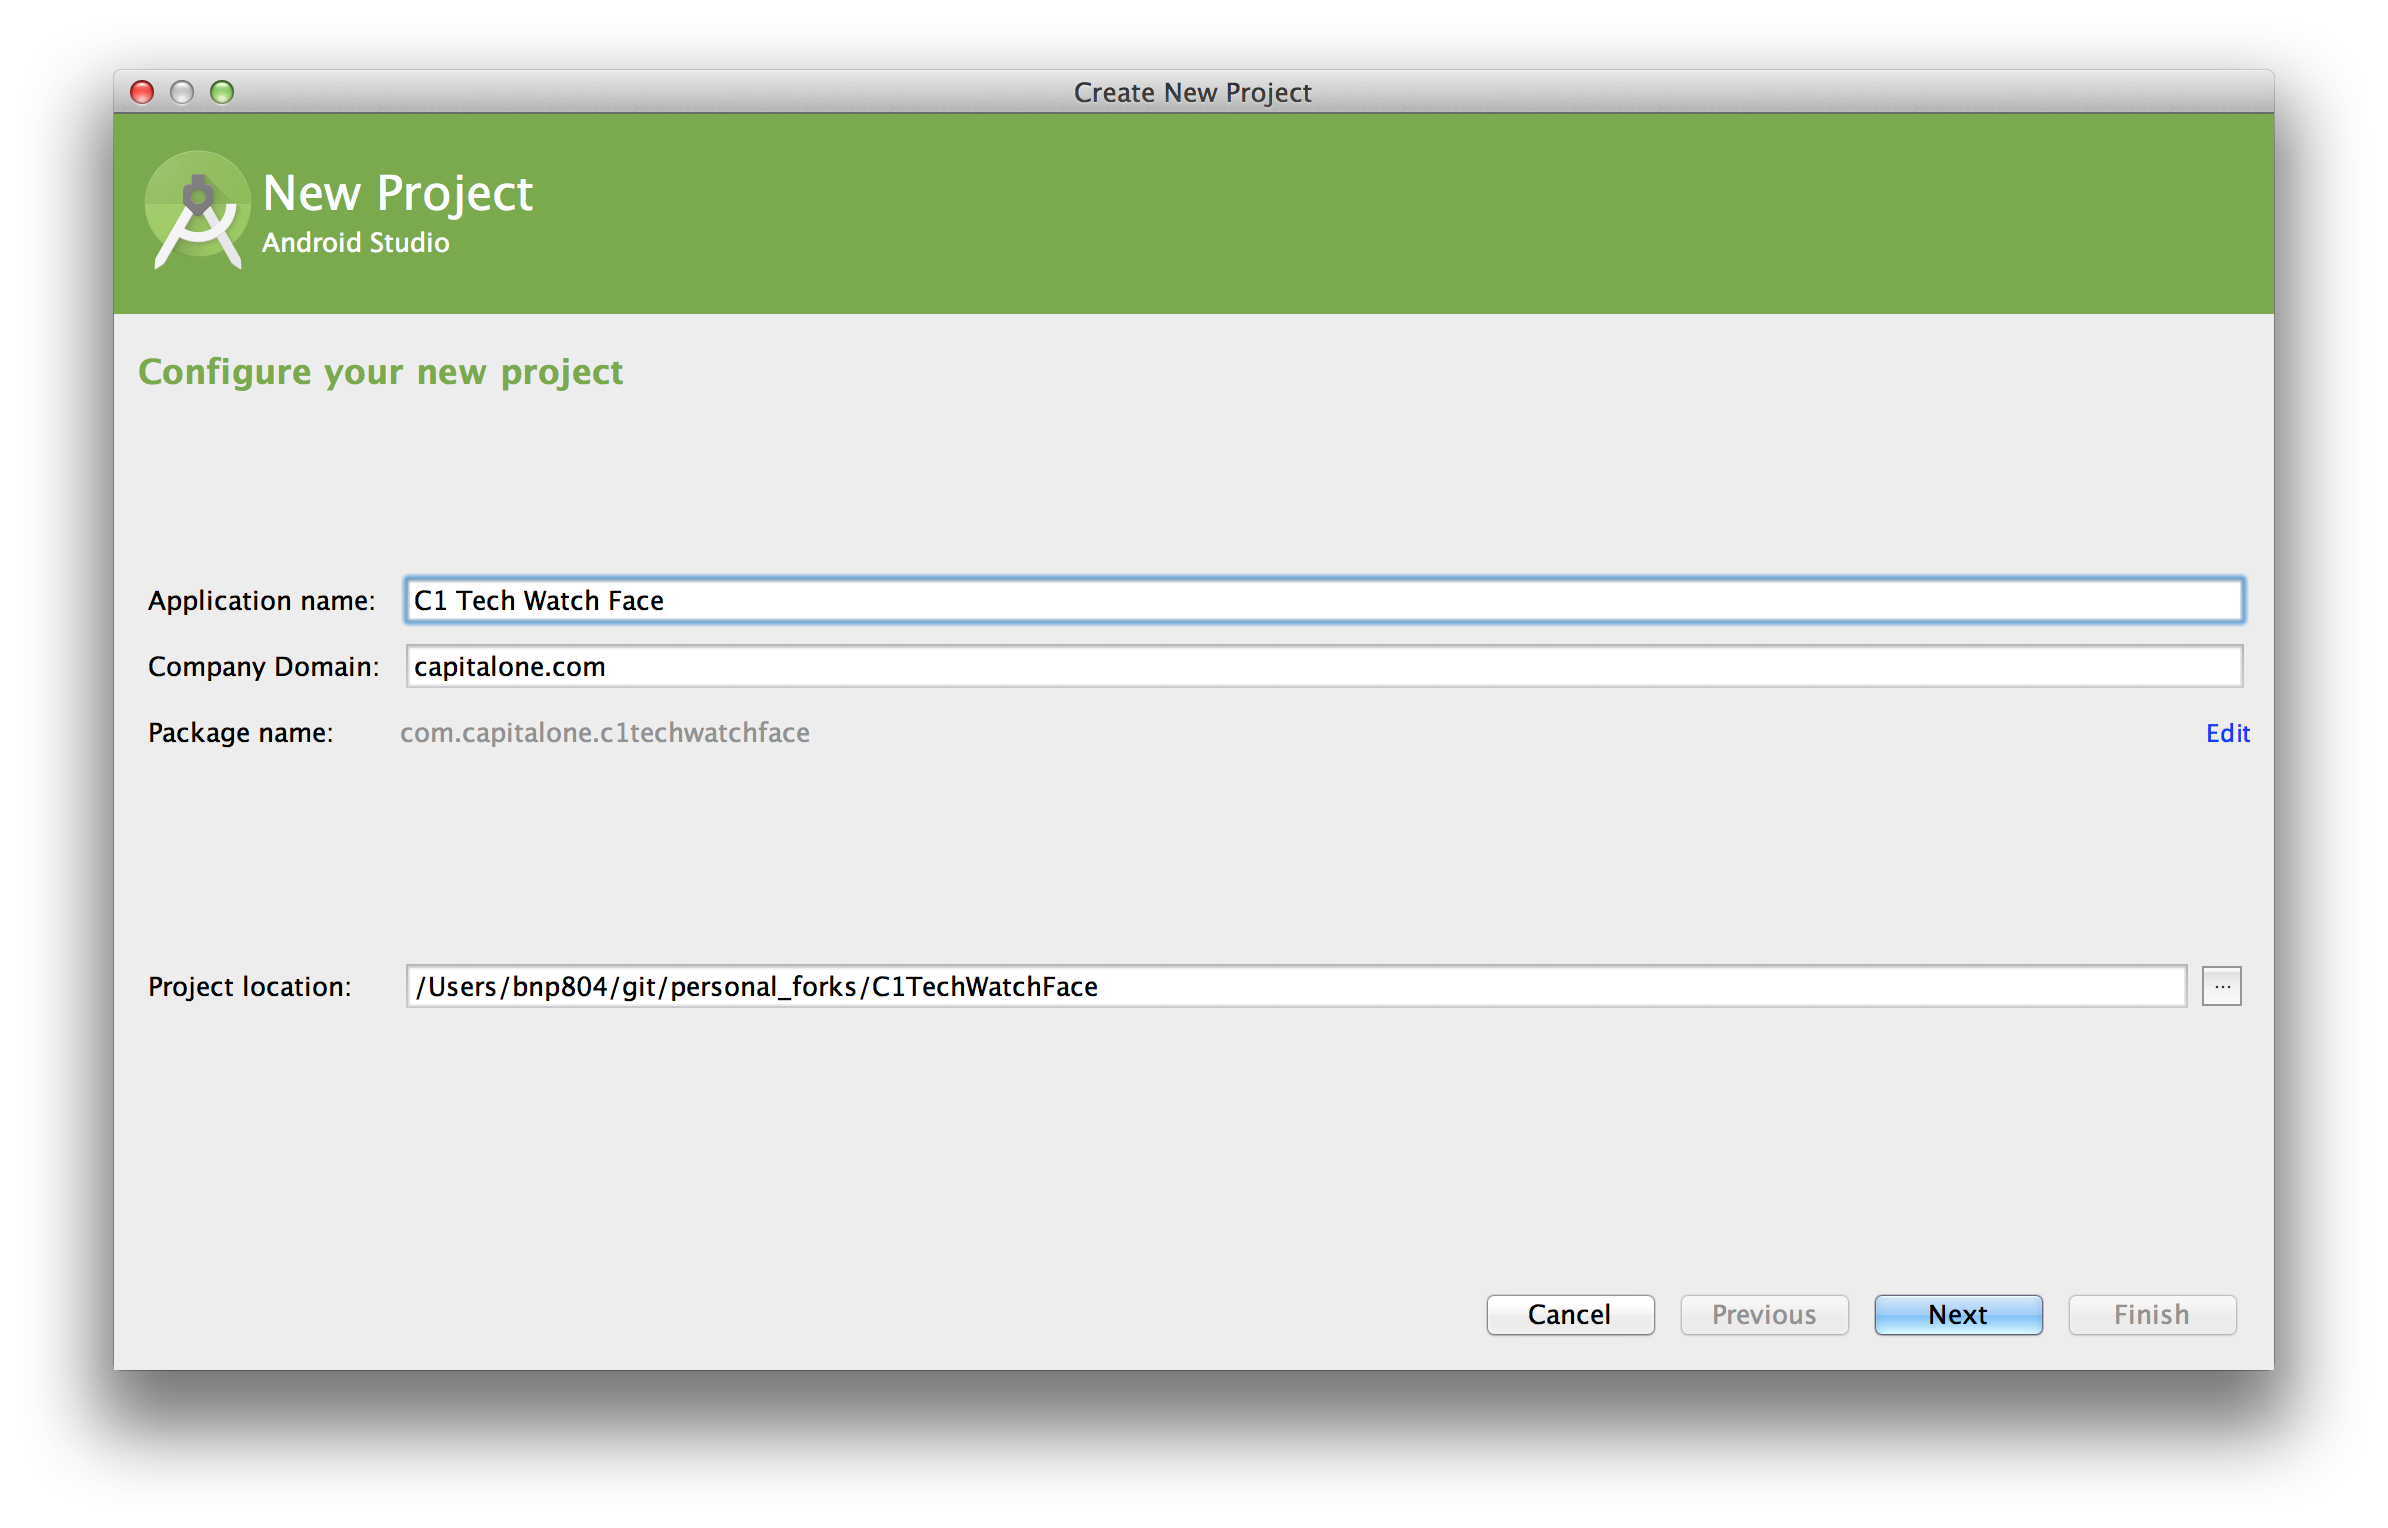 Create New Project
New Project
Android Studio
Configure your new project
Application name: C1 Tech Watch Face
Company Domain: capitalone.com
Package name: com.capitalone.c1techwatchface Edit
Project location: /Users/bnp804/git/personal_forks/C1TechWatchFace ...
Cancel Previous Next Finish